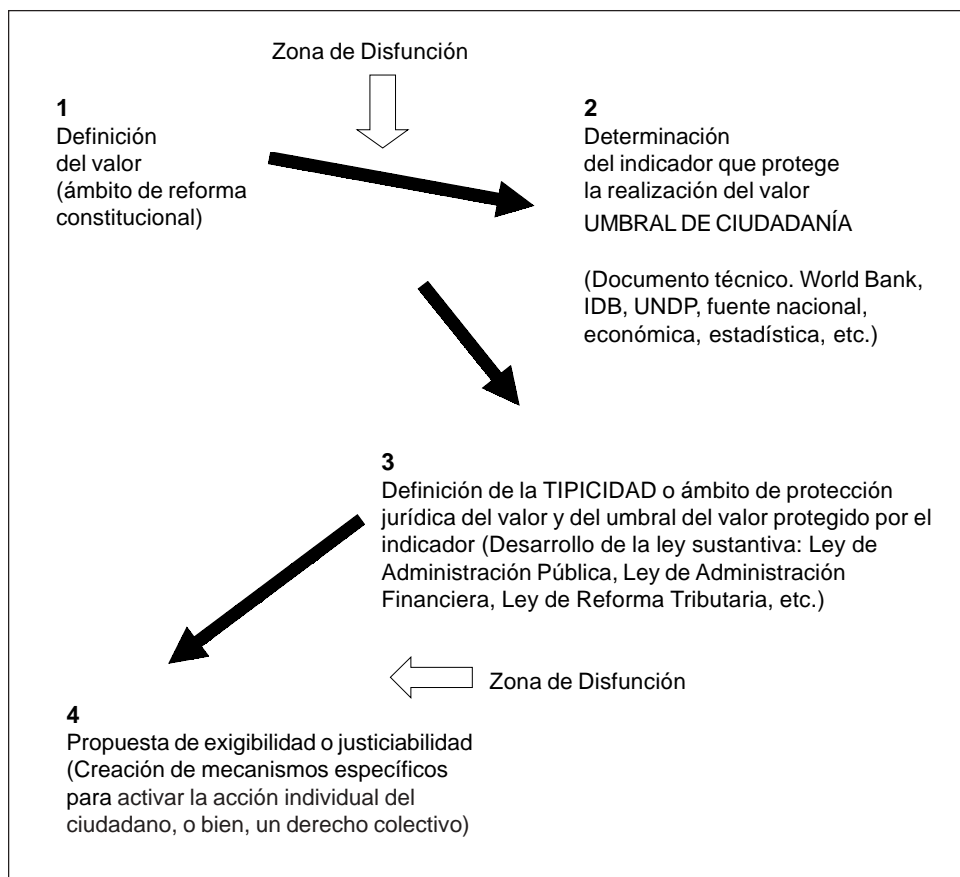 Zona de Disfunción
1
Definición
del valor
(ámbito de reforma
constitucional)
2
Determinación
del indicador que protege
la realización del valor
UMBRAL DE CIUDADANÍA
(Documento técnico. World Bank,
IDB, UNDP, fuente nacional,
económica, estadística, etc.)
3
Definición de la TIPICIDAD o ámbito de protección
jurídica del valor y del umbral del valor protegido por el
indicador (Desarrollo de la ley sustantiva: Ley de
Administración Pública, Ley de Administración
Financiera, Ley de Reforma Tributaria, etc.)
Zona de Disfunción
4
Propuesta de exigibilidad o justiciabilidad
(Creación de mecanismos específicos
para activar la acción individual del
ciudadano, o bien, un derecho colectivo)